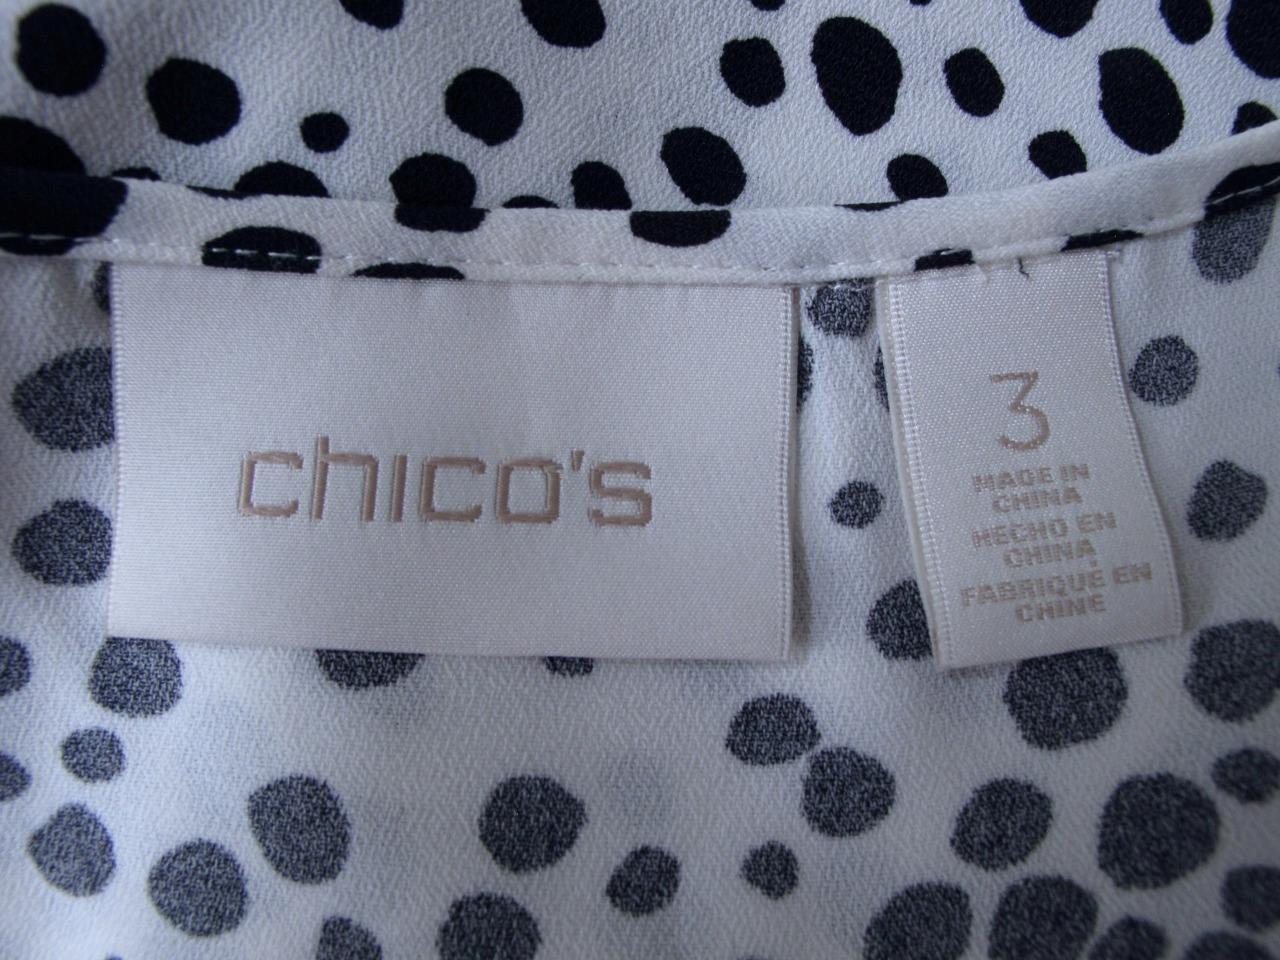 chico's
3
MADE IN
CHINA
HECHO EN
CHINA
FABRIQUÉ EN
CHINE